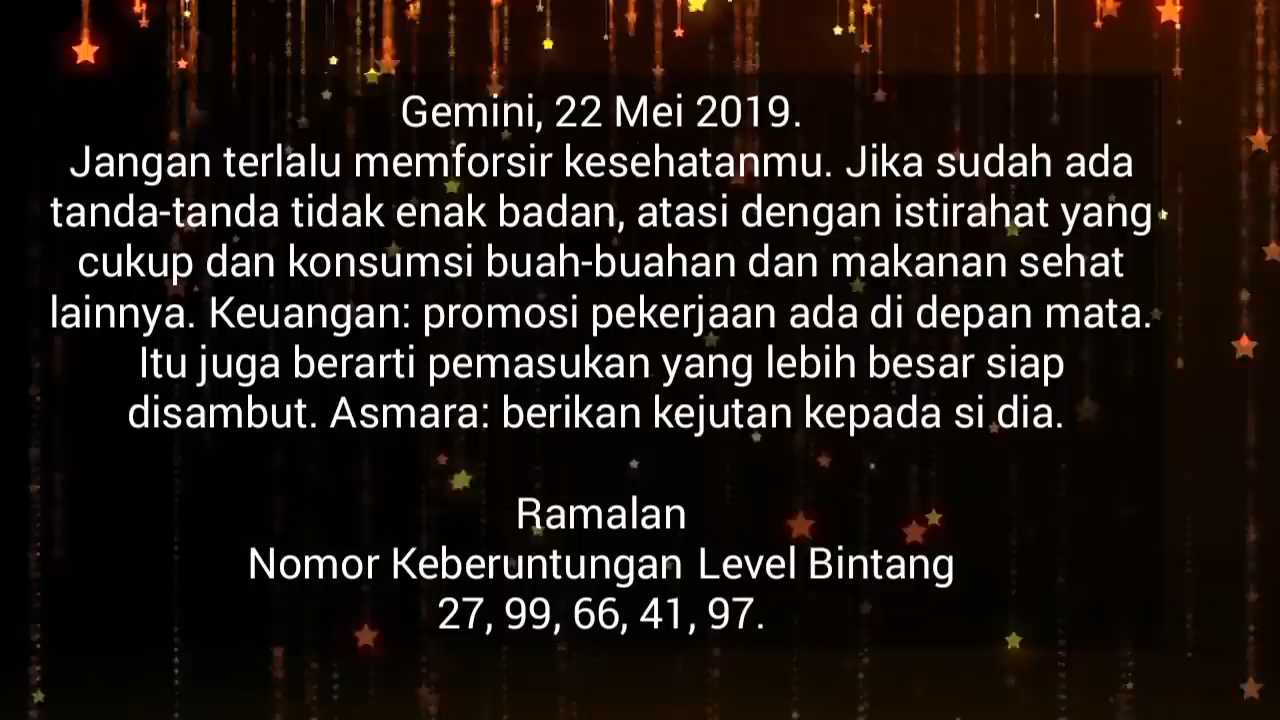 Gemini, 22 Mei 2019.
Jangan terlalu memforsir kesehatanmu. Jika sudah ada
tanda-tanda tidak enak badan, atasi dengan istirahat yang
cukup dan konsumsi buah-buahan dan makanan sehat
lainnya. Keuangan: promosi pekerjaan ada di depan mata.
Itu juga berarti pemasukan yang lebih besar siap
disambut. Asmara: berikan kejutan kepada si dia.
Ramalan
Nomor Keberuntungan Level Bintang
27, 99, 66, 41, 97.